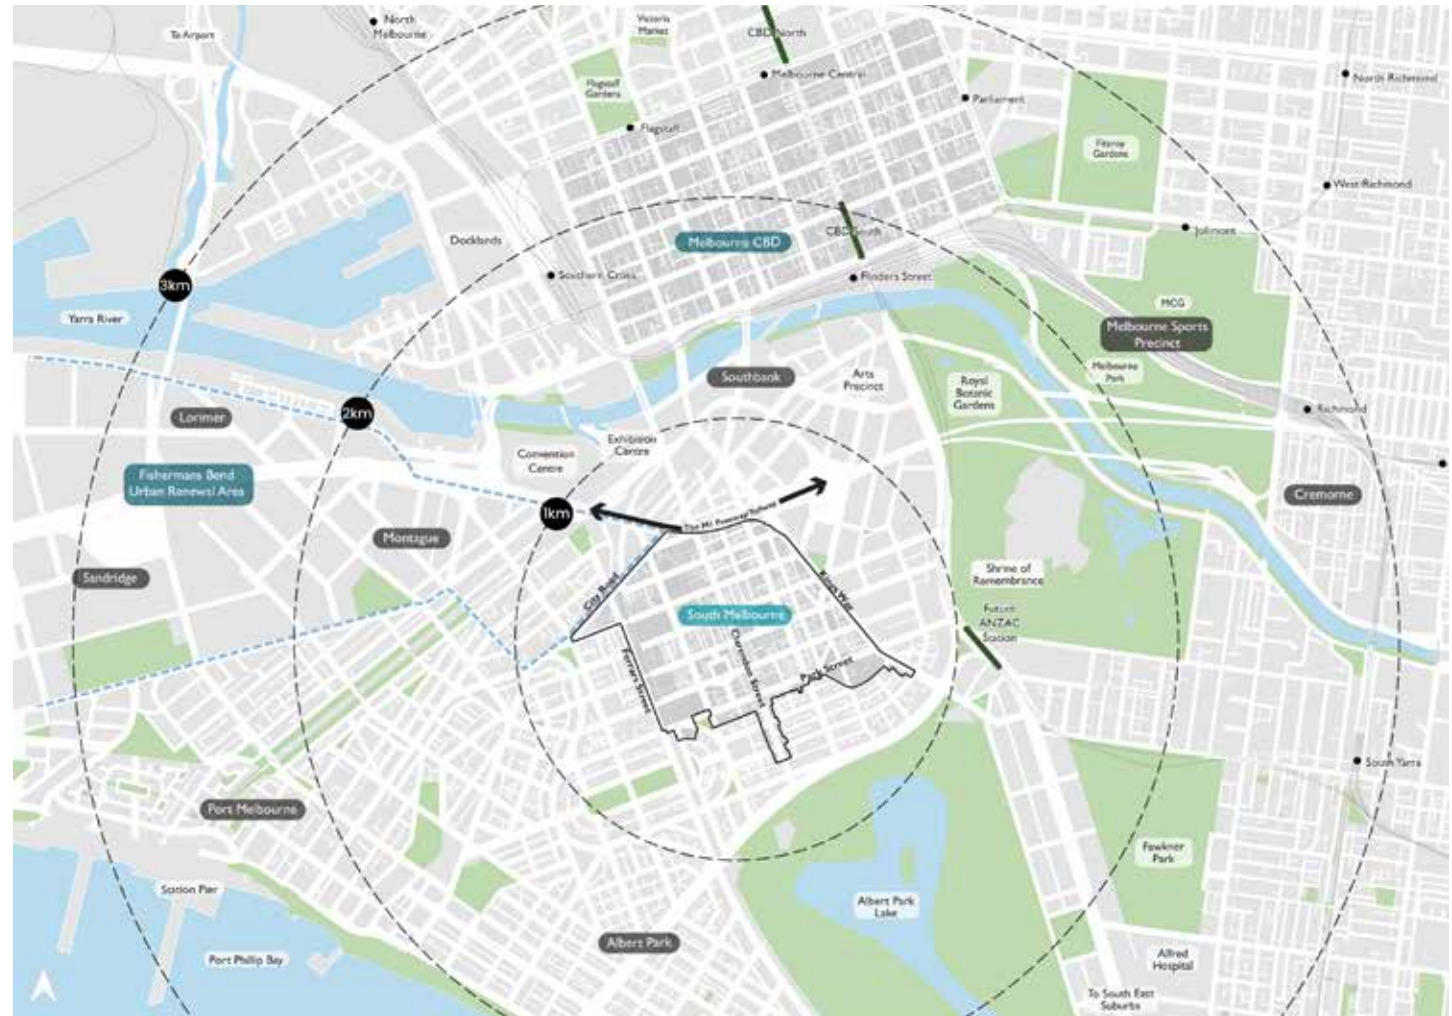 To Airport
North
Melbourne
Victoria
Market
CBD North
Melbourne Central
North Richmond
Flagstaff
Gardens
Parliament
Flagstaff
Fitzroy
Gardens
West Richmond
Docklands
Melbourne CBD
CBD South
Jolimont
Southern Cross
Flinders Street
3km
MCG
Yarra River
Melbourne Sports
Precinct
Melbourne
Park
Southbank
Arts
Precinct
Royal
Botanic
Gardens
Richmond
Lorimer
2km
Exhibition
Centre
Convention
Centre
Fishermans Bend
Urban Renewal Area
Cremorne
1km
The M1 Freeway/Tollway
Montague
Sandridge
City Road
Kings Way
Shrine of
Remembrance
South Melbourne
Future
ANZAC
Station
Ferrars Street
Clarendon Street
Park Street
South Yarra
Port Melbourne
Fawkner
Park
Station Pier
Albert Park
Lake
Albert Park
Port Phillip Bay
Alfred
Hospital
To South East
Suburbs